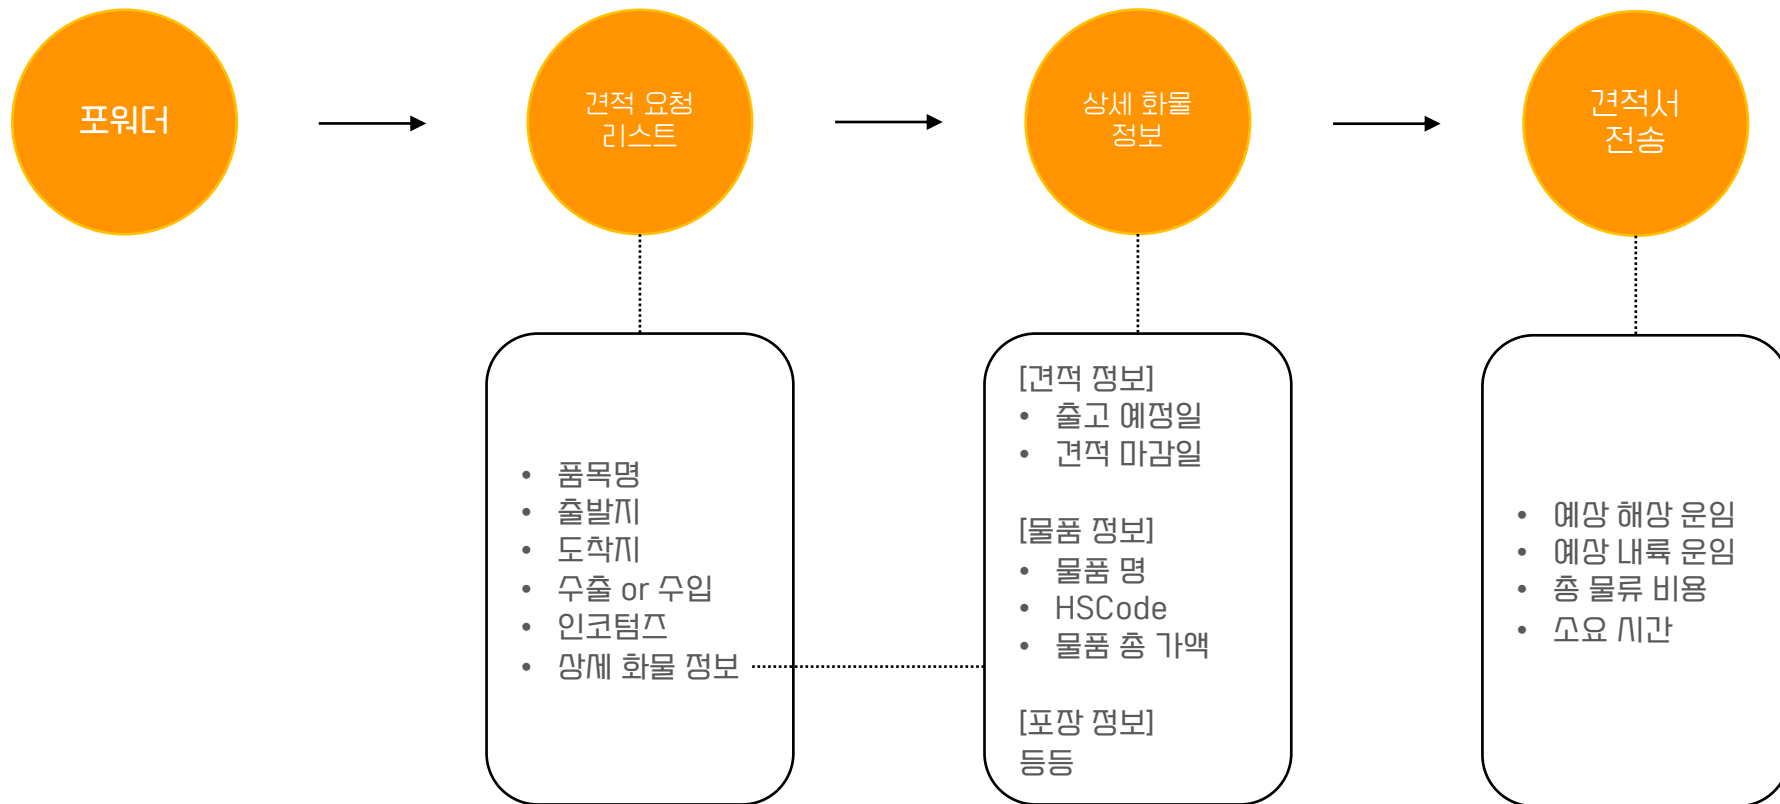 포워더
견적 요청
리스트
상세 화물
정보
견적서
전송
• 품목명
• 출발지
• 도착지
• 수출 or 수입
• 인코텀즈
• 상세 화물 정보
[견적 정보]
• 출고 예정일
• 견적 마감일
[물품 정보]
• 물품 명
• HSCode
• 물품 총 가액
[포장 정보]
등등
• 예상 해상 운임
• 예상 내륙 운임
• 총 물류 비용
• 소요 시간